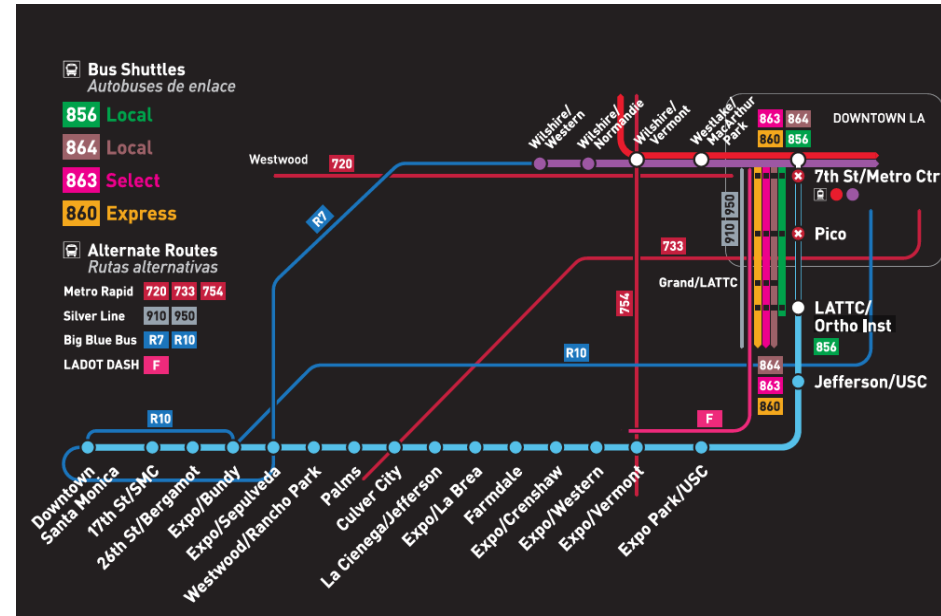 Bus Shuttles
Autobuses de enlace
856 Local
864 Local
863 Select
860 Express
Alternate Routes
Rutas alternativas
Metro Rapid 720 733 754
Silver Line 910 950
Big Blue Bus R7 R10
LADOT DASH F
Westwood
720
R7
Wilshire/
Western
Wilshire/
Normandie
Wilshire/
Vermont
Westlake/
MacArthur
Park
863 864
860 856
DOWNTOWN LA
7th St/Metro Ctr
Pico
910 950
733
Grand/LATTC
754
LATTC/
Ortho Inst
856
R10
864
863
860
Jefferson/USC
F
R10
Downtown
Santa Monica
17th St/SMC
26th St/Bergamot
Expo/Bundy
Expo/Sepulveda
Westwood/Rancho Park
Palms
Culver City
La Cienega/Jefferson
Expo/La Brea
Farmdale
Expo/Crenshaw
Expo/Western
Expo/Vermont
Expo Park/USC